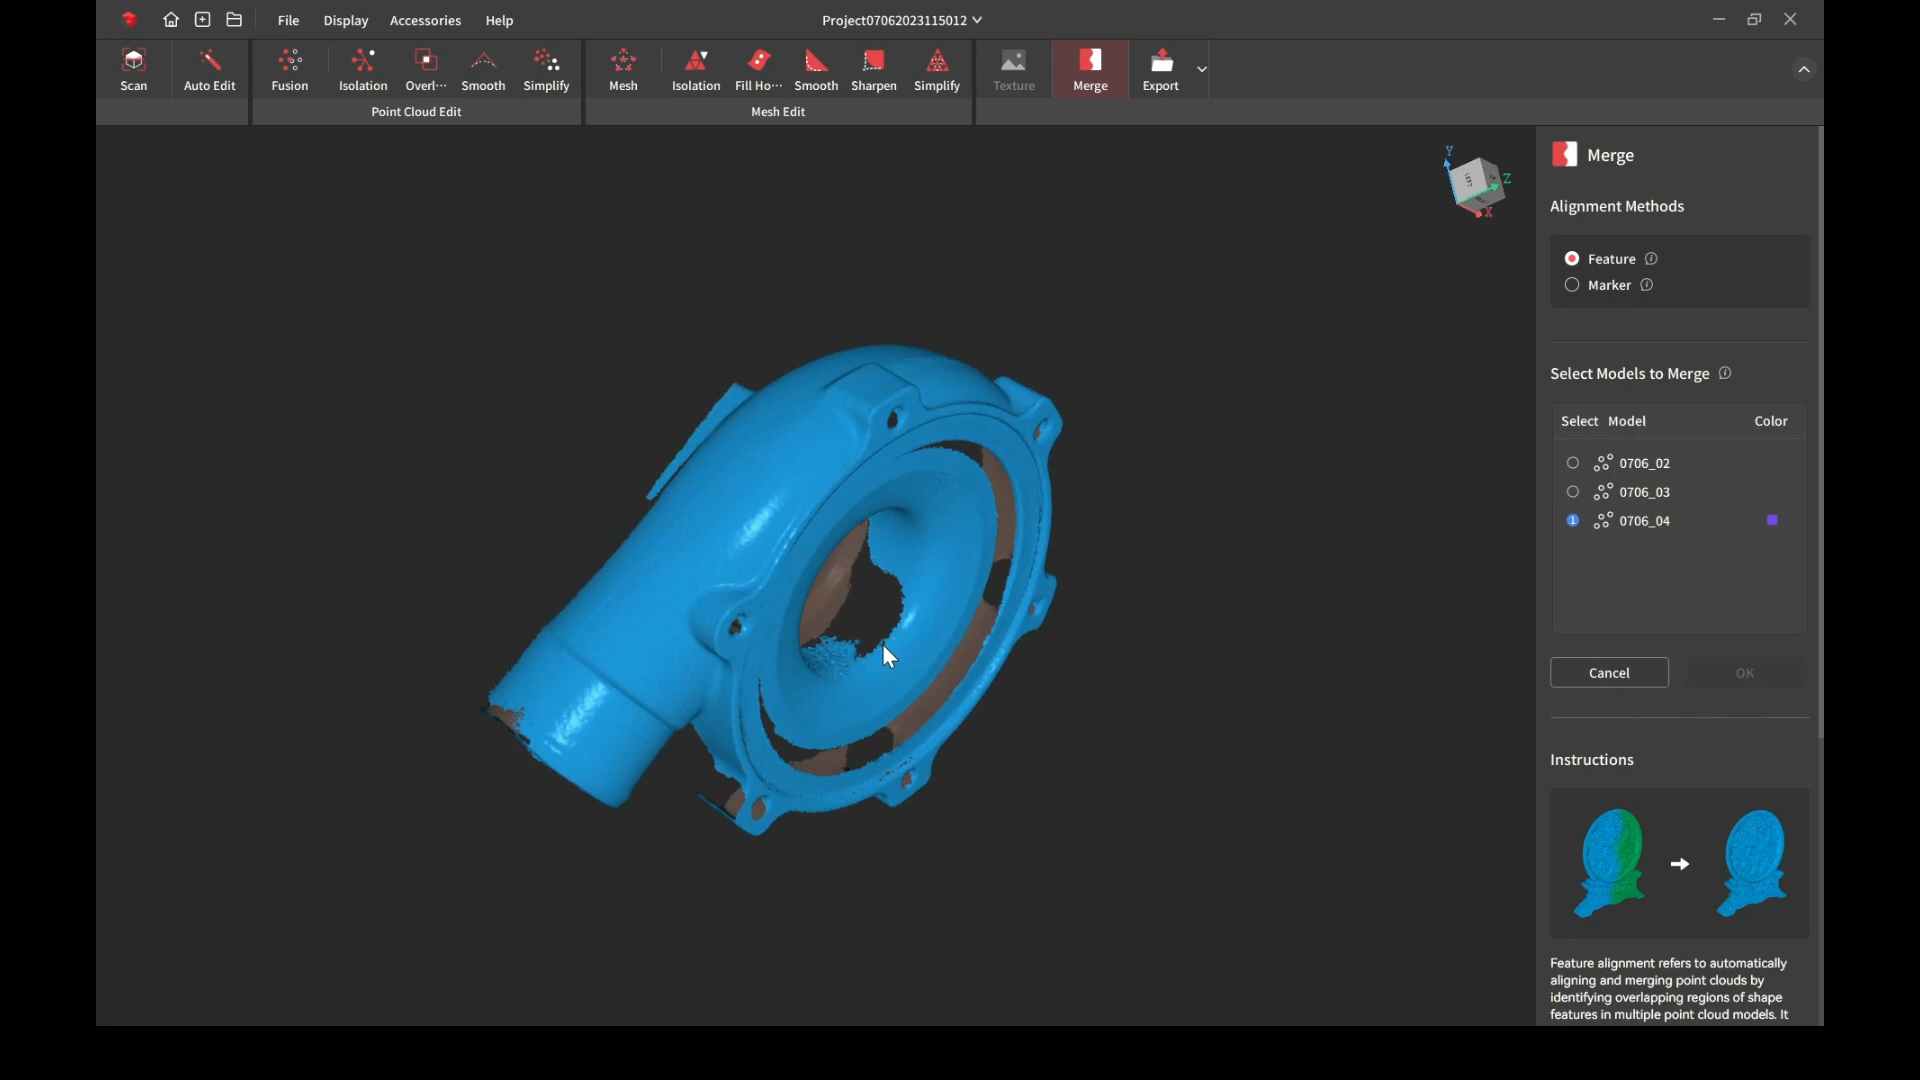 File Display Accessories Help Project07062023115012
Scan Auto Edit Fusion Isolation Overl··· Smooth Simplify Mesh Isolation Fill Ho··· Smooth Sharpen Simplify Texture Merge Export
Point Cloud Edit Mesh Edit
Merge
Alignment Methods
Feature
Marker
Select Models to Merge
Select Model Color
0706_02
0706_03
1 0706_04
Cancel OK
Instructions
Feature alignment refers to automatically
aligning and merging point clouds by
identifying overlapping regions of shape
features in multiple point cloud models. It
Y
LEFT
Z
X